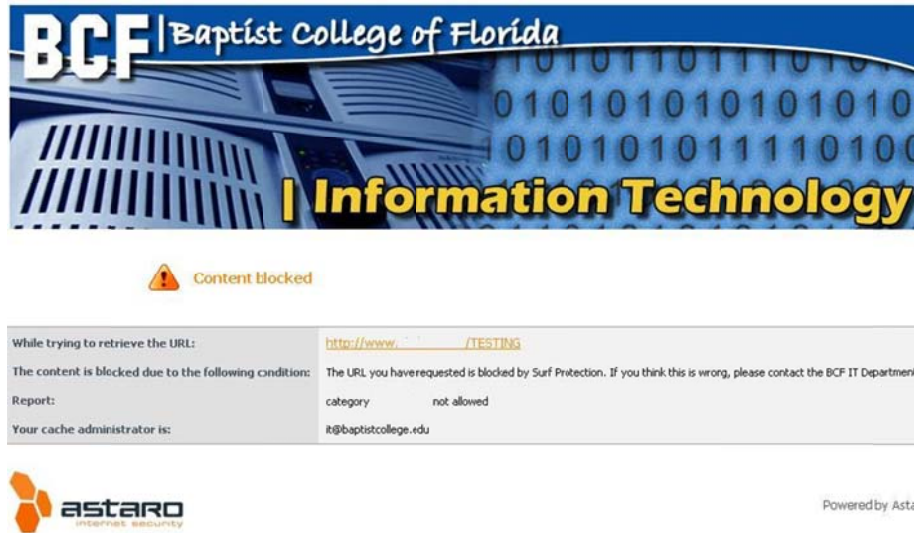 BCF | Baptist College of Florida
1010110111101
0101010101010
0101010111110100
| Information Technology
Content blocked
While trying to retrieve the URL: http://www. /TESTING
The content is blocked due to the following condition: The URL you haverequested is blocked by Surf Protection. If you think this is wrong, please contact the BCF IT Department
Report: category not allowed
Your cache administrator is: it@baptistcollege.edu
astaro
internet security
Powered by Asta